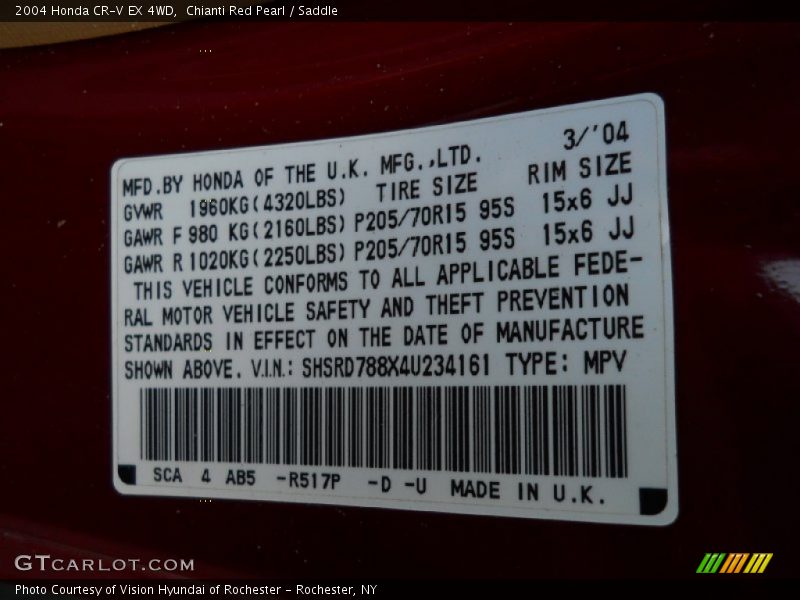 2004 Honda CR-V EX 4WD, Chianti Red Pearl / Saddle
3/'04
MFD.BY HONDA OF THE U.K. MFG.,LTD.
GVWR 1960KG(4320LBS) TIRE SIZE RIM SIZE
GAWR F 980 KG(2160LBS) P205/70R15 95S 15x6 JJ
GAWR R 1020KG(2250LBS) P205/70R15 95S 15x6 JJ
THIS VEHICLE CONFORMS TO ALL APPLICABLE FEDE-
RAL MOTOR VEHICLE SAFETY AND THEFT PREVENTION
STANDARDS IN EFFECT ON THE DATE OF MANUFACTURE
SHOWN ABOVE. V.I.N.: SHSRD788X4U234161 TYPE: MPV
SCA 4 AB5 -R517P -D -U MADE IN U.K.
GTCARLOT.COM
Photo Courtesy of Vision Hyundai of Rochester - Rochester, NY